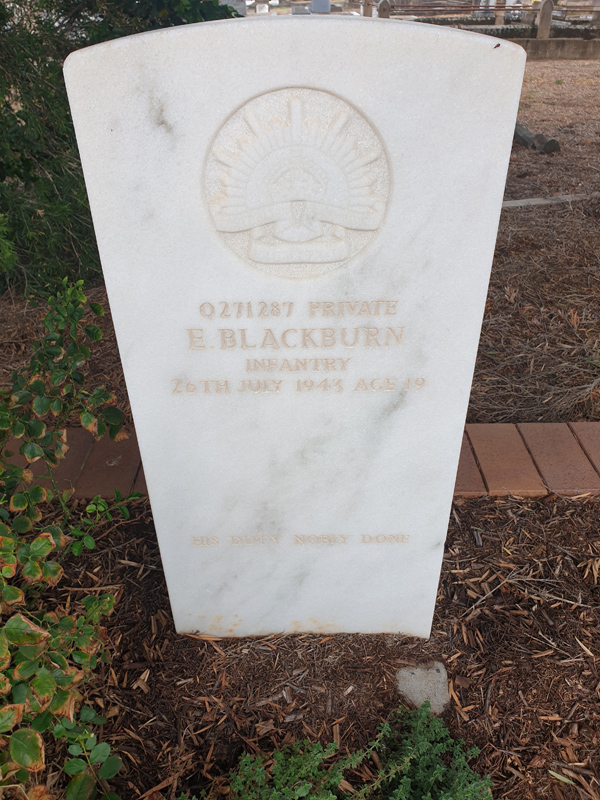 Q271287 PRIVATE
E. BLACKBURN
INFANTRY
26TH JULY 1943 AGE 19
HIS DUTY NOBLY DONE